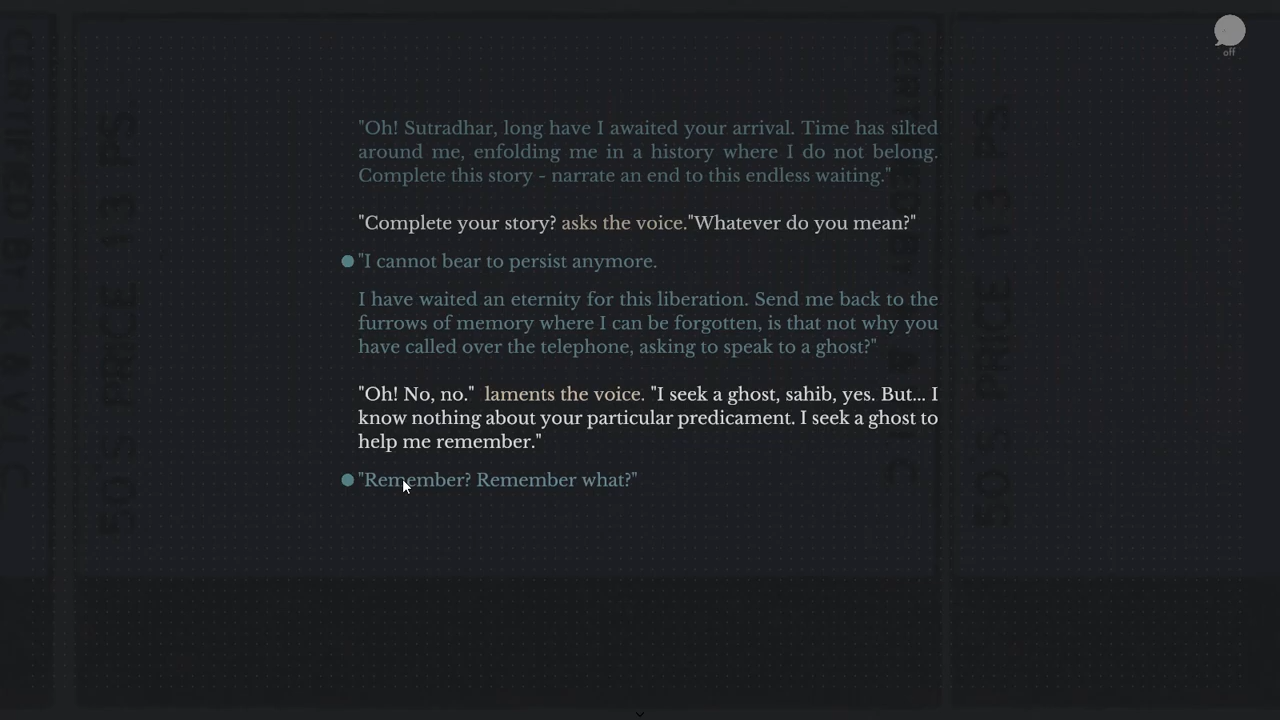 off
"Oh! Sutradhar, long have I awaited your arrival. Time has silted
around me, enfolding me in a history where I do not belong.
Complete this story - narrate an end to this endless waiting."
"Complete your story? asks the voice."Whatever do you mean?"
"I cannot bear to persist anymore.
I have waited an eternity for this liberation. Send me back to the
furrows of memory where I can be forgotten, is that not why you
have called over the telephone, asking to speak to a ghost?"
"Oh! No, no." laments the voice. "I seek a ghost, sahib, yes. But... I
know nothing about your particular predicament. I seek a ghost to
help me remember."
"Remember? Remember what?"